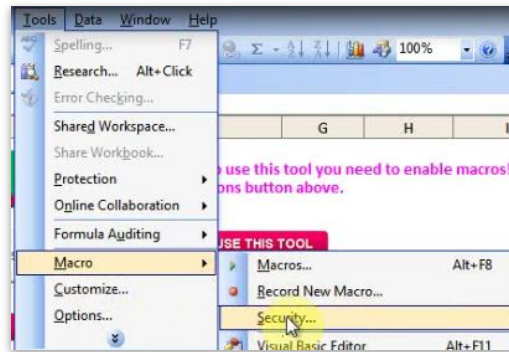 Tools Data Window Help
Spelling... F7
100%
Research... Alt+Click
Error Checking...
Shared Workspace...
G H
Share Workbook...
use this tool you need to enable macros!
Protection
ons button above.
Online Collaboration
Formula Auditing
USE THIS TOOL
Macro
Macros... Alt+F8
Customize...
Record New Macro...
Options...
Security...
Visual Basic Editor Alt+F11